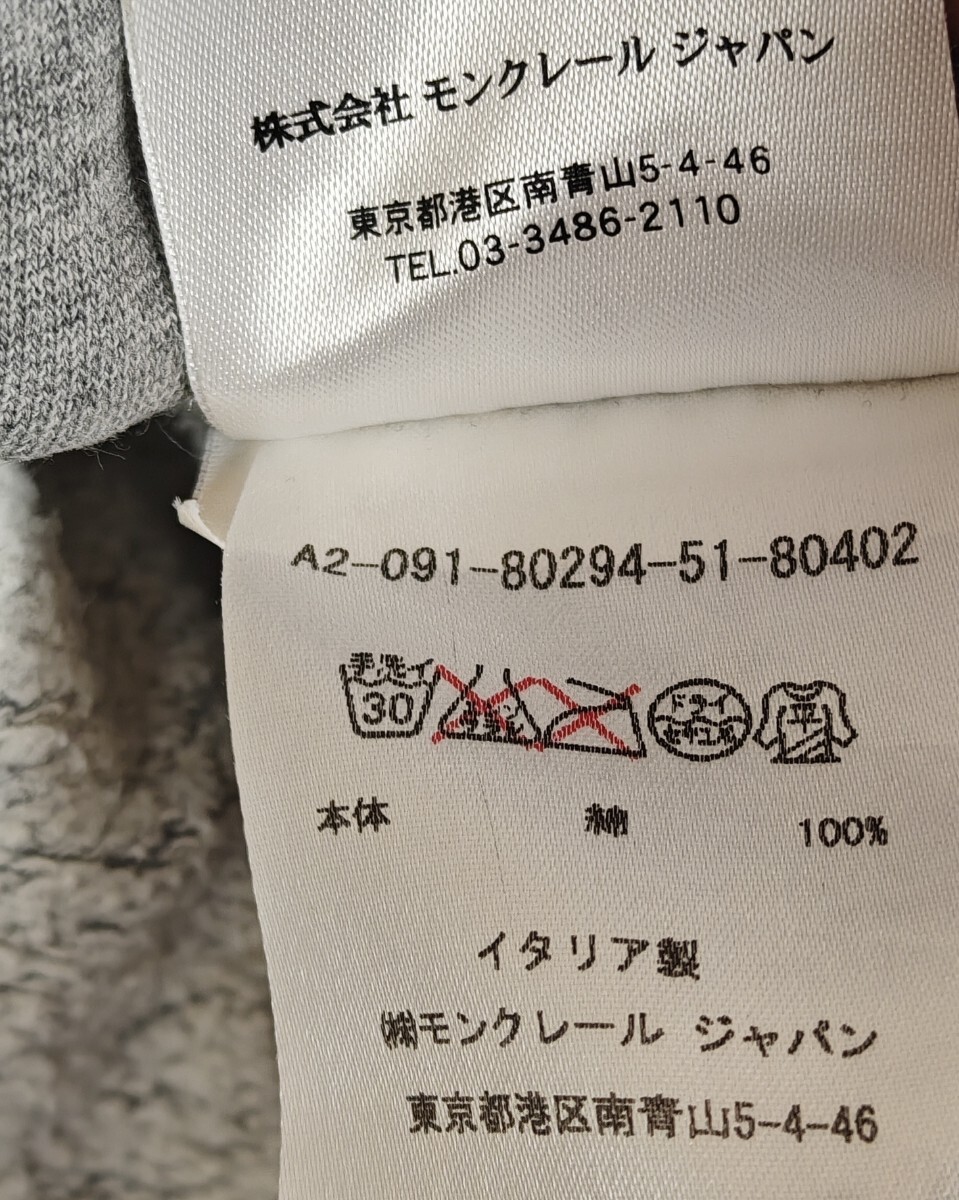 株式会社 モンクレール ジャパン
東京都港区南青山5-4-46
TEL.03-3486-2110
A2-091-80294-51-80402
手洗イ 30 ドライ 平
本体 綿 100%
イタリア製
㈱モンクレール ジャパン
東京都港区南青山5-4-46